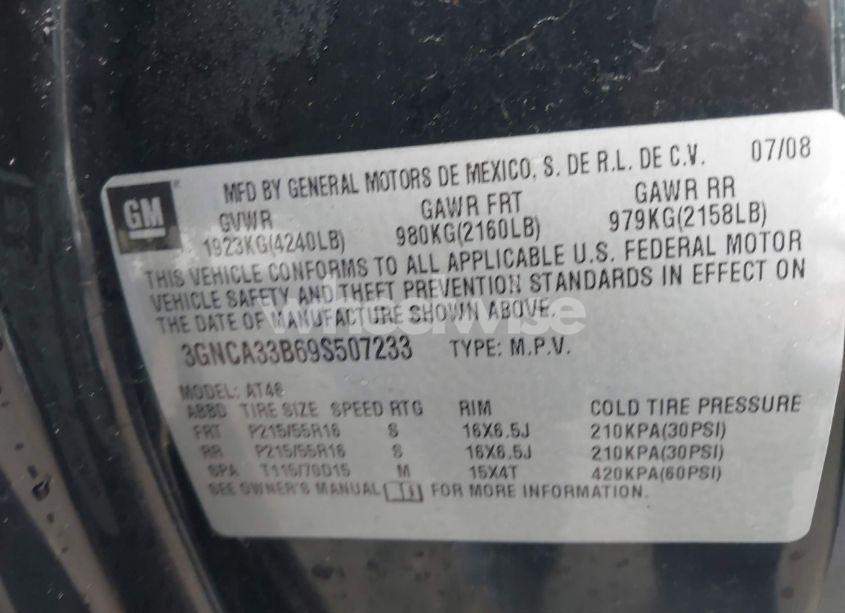 MFD BY GENERAL MOTORS DE MEXICO, S. DE R.L. DE C.V. 07/08
GM
GVWR GAWR FRT GAWR RR
1923KG(4240LB) 980KG(2160LB) 979KG(2158LB)
THIS VEHICLE CONFORMS TO ALL APPLICABLE U.S. FEDERAL MOTOR
VEHICLE SAFETY AND THEFT PREVENTION STANDARDS IN EFFECT ON
THE DATE OF MANUFACTURE SHOWN ABOVE.
wheelwise
3GNCA33B69S507233 TYPE: M.P.V.
MODEL: AT46
ABBD TIRE SIZE SPEED RTG RIM COLD TIRE PRESSURE
FRT P215/55R16 S 16X6.5J 210KPA(30PSI)
RR P215/55R16 S 16X6.5J 210KPA(30PSI)
SPA T115/70D15 M 15X4T 420KPA(60PSI)
SEE OWNER'S MANUAL FOR MORE INFORMATION.